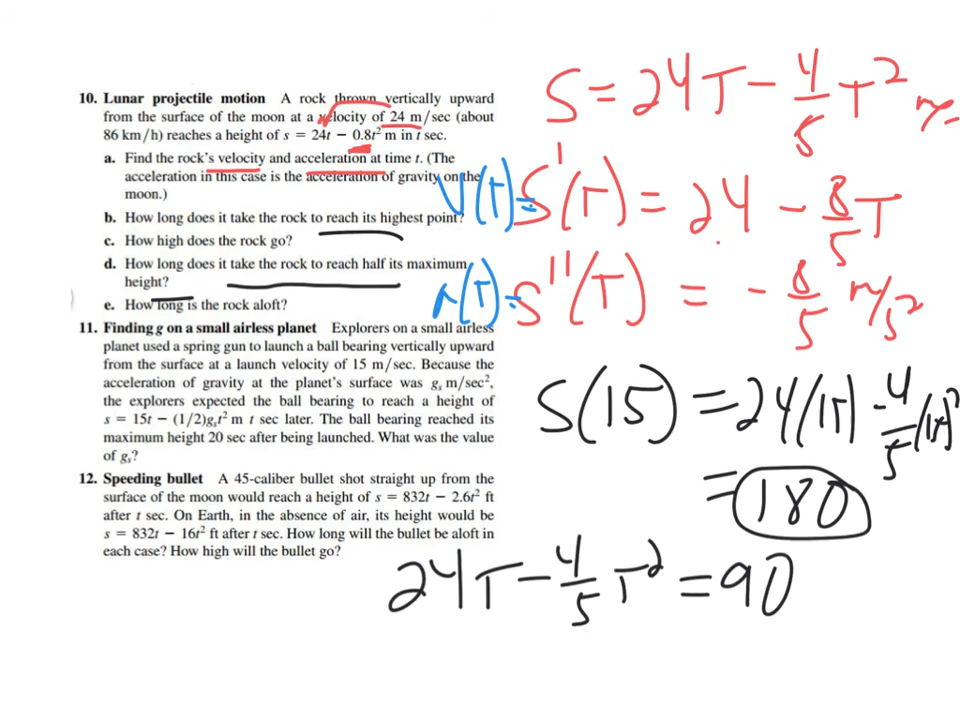 10. Lunar projectile motion A rock thrown vertically upward
from the surface of the moon at a velocity of 24 m/sec (about
86 km/h) reaches a height of s = 24t − 0.8t² m in t sec.
a. Find the rock's velocity and acceleration at time t. (The
acceleration in this case is the acceleration of gravity on the
moon.)
b. How long does it take the rock to reach its highest point?
c. How high does the rock go?
d. How long does it take the rock to reach half its maximum
height?
e. How long is the rock aloft?
11. Finding g on a small airless planet Explorers on a small airless
planet used a spring gun to launch a ball bearing vertically upward
from the surface at a launch velocity of 15 m/sec. Because the
acceleration of gravity at the planet's surface was gₛ m/sec²,
the explorers expected the ball bearing to reach a height of
s = 15t − (1/2)gₛt² m t sec later. The ball bearing reached its
maximum height 20 sec after being launched. What was the value
of gₛ?
12. Speeding bullet A 45-caliber bullet shot straight up from the
surface of the moon would reach a height of s = 832t − 2.6t² ft
after t sec. On Earth, in the absence of air, its height would be
s = 832t − 16t² ft after t sec. How long will the bullet be aloft in
each case? How high will the bullet go?
S = 24T − 4/5 T²
V(T) = S'(T) = 24 − 8/5 T
A(T) = S''(T) = − 8/5 m/s²
S(15) = 24(15) − 4/5 (15)²
= 180
24T − 4/5 T² = 90